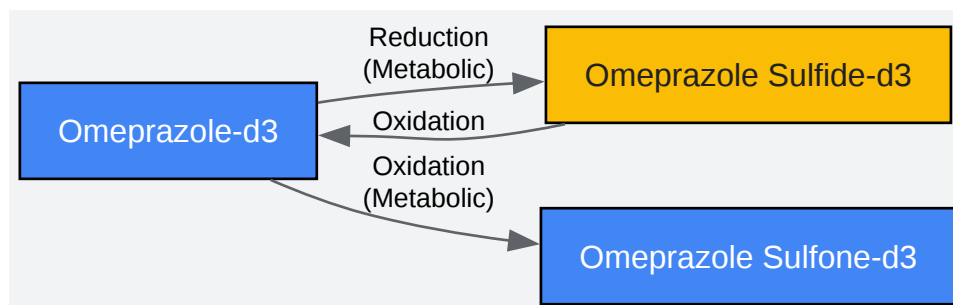 Reduction
(Metabolic)
Omeprazole Sulfide-d3
Omeprazole-d3
Oxidation
Oxidation
(Metabolic)
Omeprazole Sulfone-d3